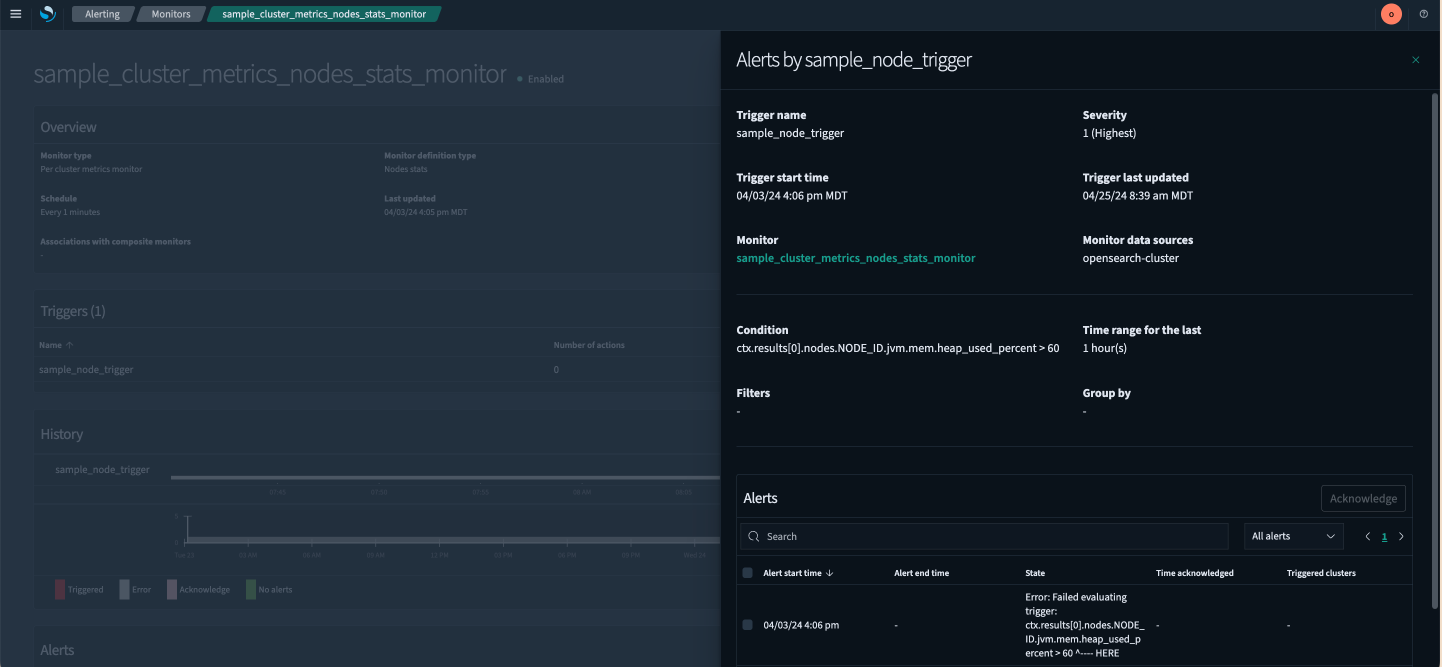 Alerting
Monitors
sample_cluster_metrics_nodes_stats_monitor
o
sample_cluster_metrics_nodes_stats_monitor
Enabled
Overview
Monitor type
Monitor definition type
Per cluster metrics monitor
Nodes stats
Schedule
Last updated
Every 1 minutes
04/03/24 4:05 pm MDT
Associations with composite monitors
-
Triggers (1)
Name
Number of actions
sample_node_trigger
0
History
sample_node_trigger
Triggered
Error
Acknowledge
No alerts
Alerts
Alerts by sample_node_trigger
Trigger name
Severity
sample_node_trigger
1 (Highest)
Trigger start time
Trigger last updated
04/03/24 4:06 pm MDT
04/25/24 8:39 am MDT
Monitor
Monitor data sources
sample_cluster_metrics_nodes_stats_monitor
opensearch-cluster
Condition
Time range for the last
ctx.results[0].nodes.NODE_ID.jvm.mem.heap_used_percent > 60
1 hour(s)
Filters
Group by
-
-
Alerts
Acknowledge
Search
All alerts
1
Alert start time
Alert end time
State
Time acknowledged
Triggered clusters
04/03/24 4:06 pm
-
Error: Failed evaluating
trigger:
ctx.results[0].nodes.NODE_
ID.jvm.mem.heap_used_p
ercent > 60 ^---- HERE
-
-